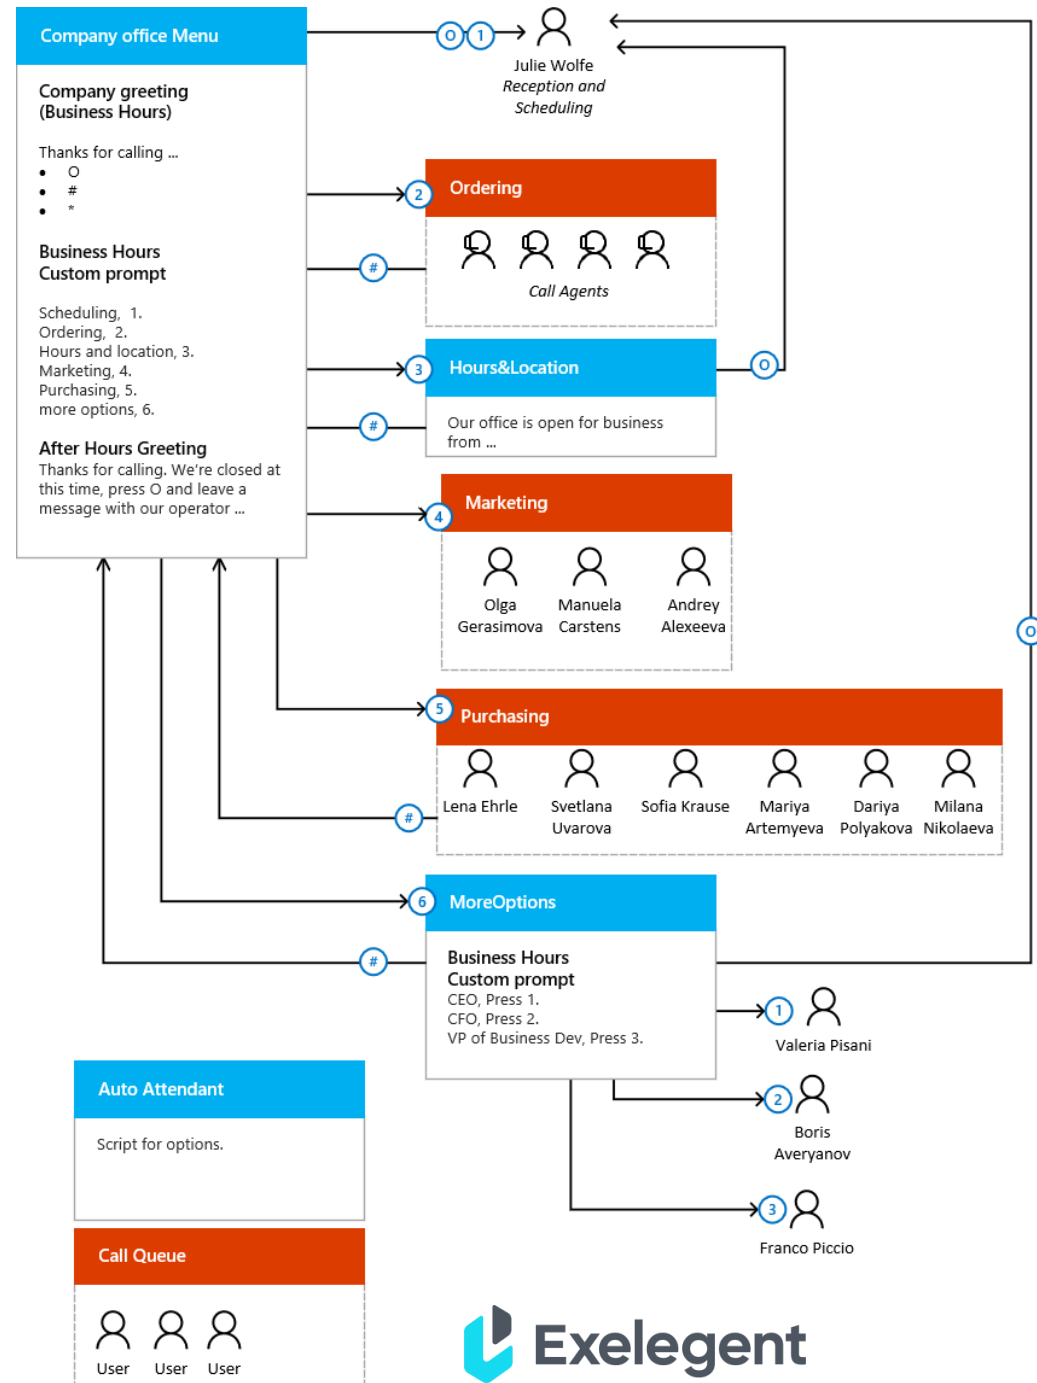 Company office Menu
Company greeting
(Business Hours)
Thanks for calling ...
• O
• #
• *
Business Hours
Custom prompt
Scheduling, 1.
Ordering, 2.
Hours and location, 3.
Marketing, 4.
Purchasing, 5.
more options, 6.
After Hours Greeting
Thanks for calling. We're closed at
this time, press O and leave a
message with our operator ...
O 1
Julie Wolfe
Reception and
Scheduling
2
Ordering
#
Call Agents
3
Hours&Location
O
#
Our office is open for business
from ...
4
Marketing
Olga
Gerasimova
Manuela
Carstens
Andrey
Alexeeva
O
5
Purchasing
#
Lena Ehrle
Svetlana
Uvarova
Sofia Krause
Mariya
Artemyeva
Dariya
Polyakova
Milana
Nikolaeva
6
MoreOptions
#
Business Hours
Custom prompt
CEO, Press 1.
CFO, Press 2.
VP of Business Dev, Press 3.
1
Valeria Pisani
2
Boris
Averyanov
3
Franco Piccio
Auto Attendant
Script for options.
Call Queue
User User User
Exelegent